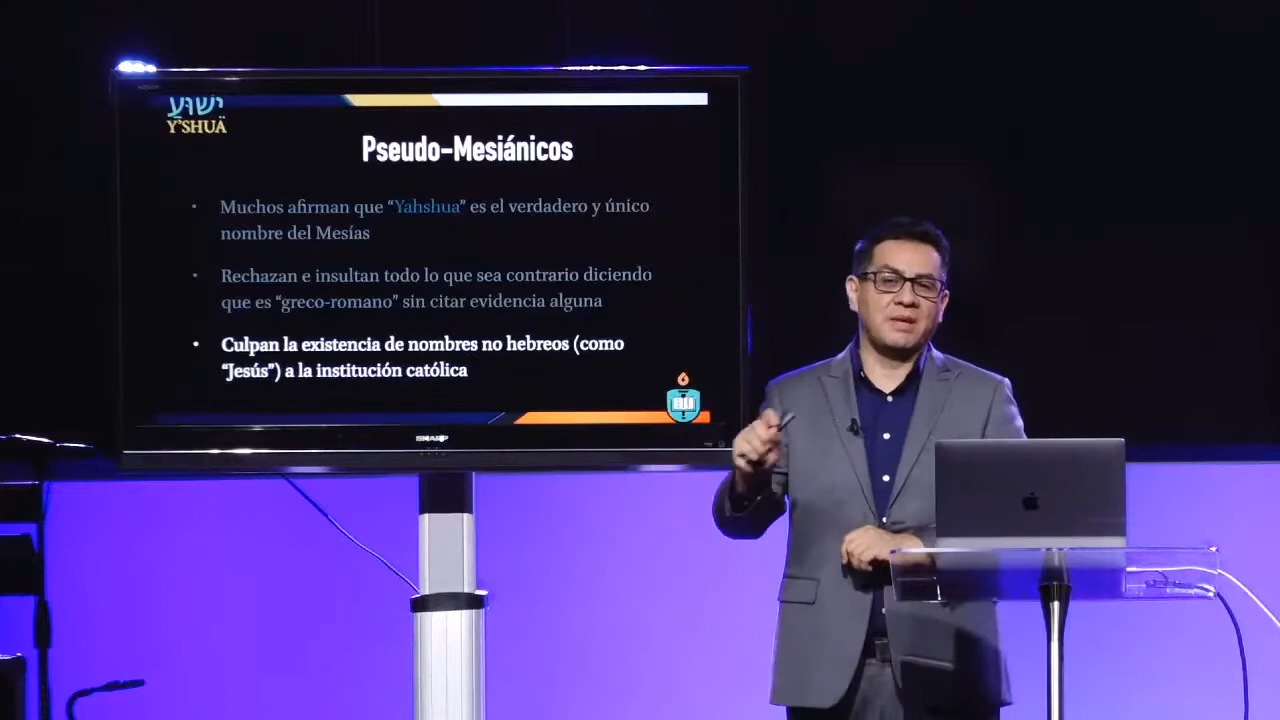 יֵשׁוּעַ
Y'SHUA
Pseudo-Mesiánicos
• Muchos afirman que “Yahshua” es el verdadero y único
nombre del Mesías
• Rechazan e insultan todo lo que sea contrario diciendo
que es “greco-romano” sin citar evidencia alguna
• Culpan la existencia de nombres no hebreos (como
“Jesús”) a la institución católica
SHARP